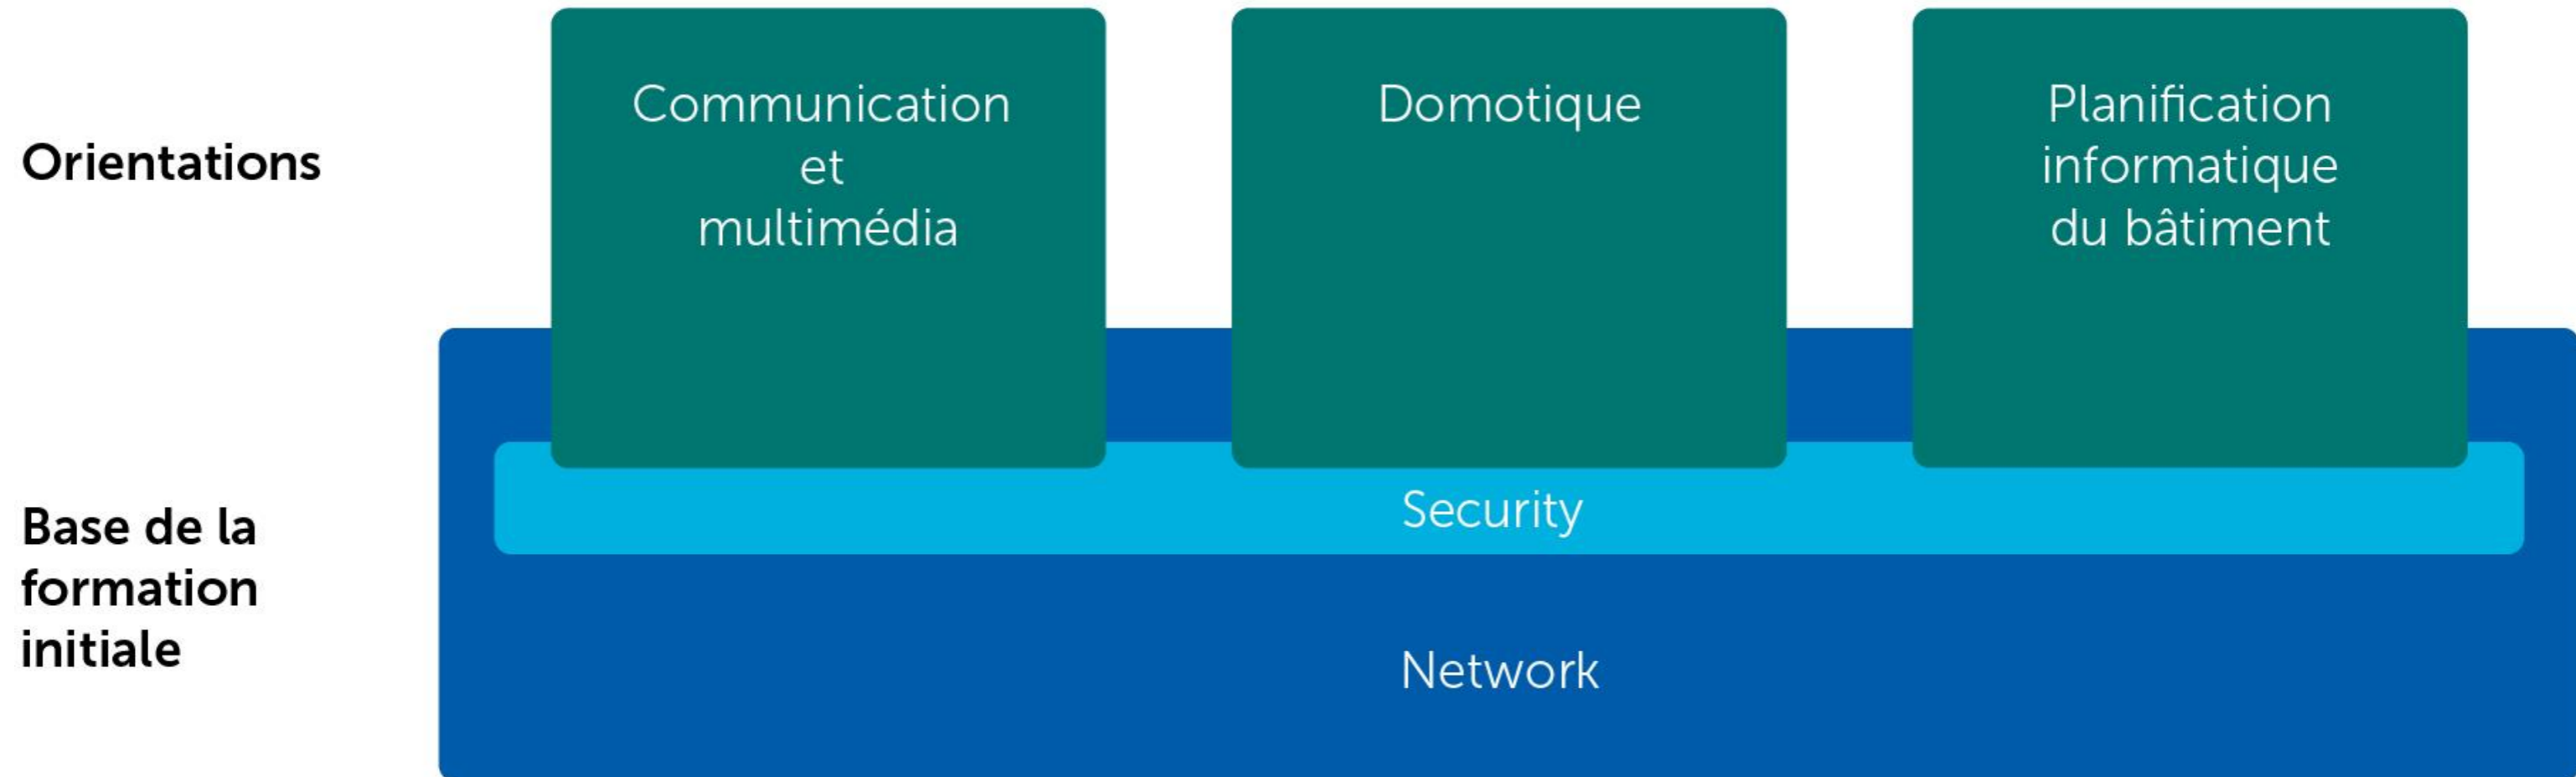 Orientations
Communication
et
multimédia
Domotique
Planification
informatique
du bâtiment
Base de la
formation
initiale
Security
Network